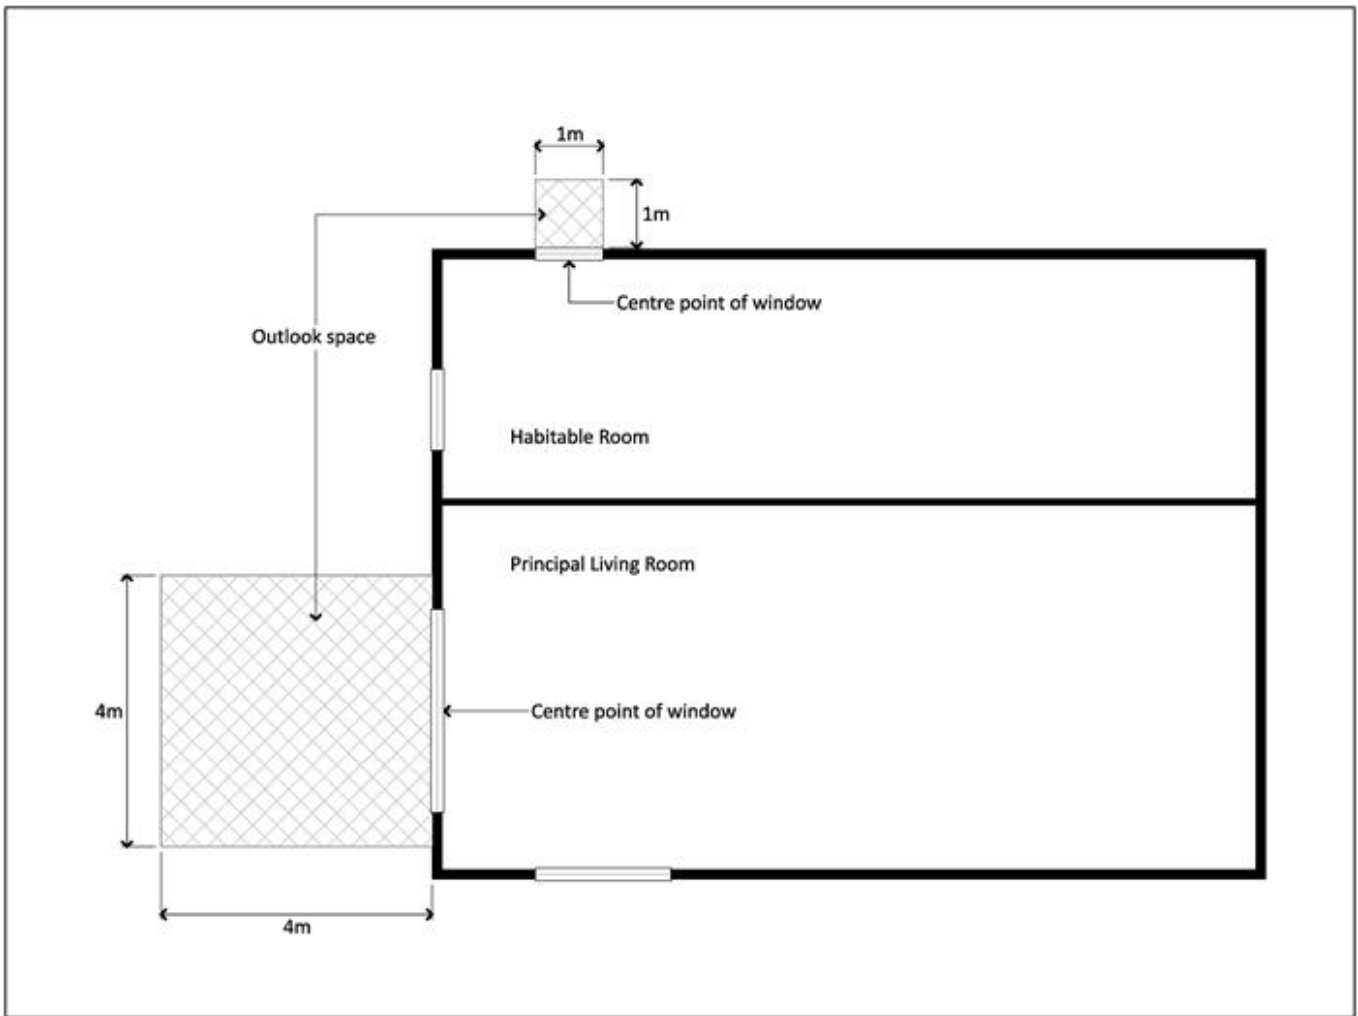 1m
1m
Centre point of window
Outlook space
Habitable Room
Principal Living Room
4m
Centre point of window
4m